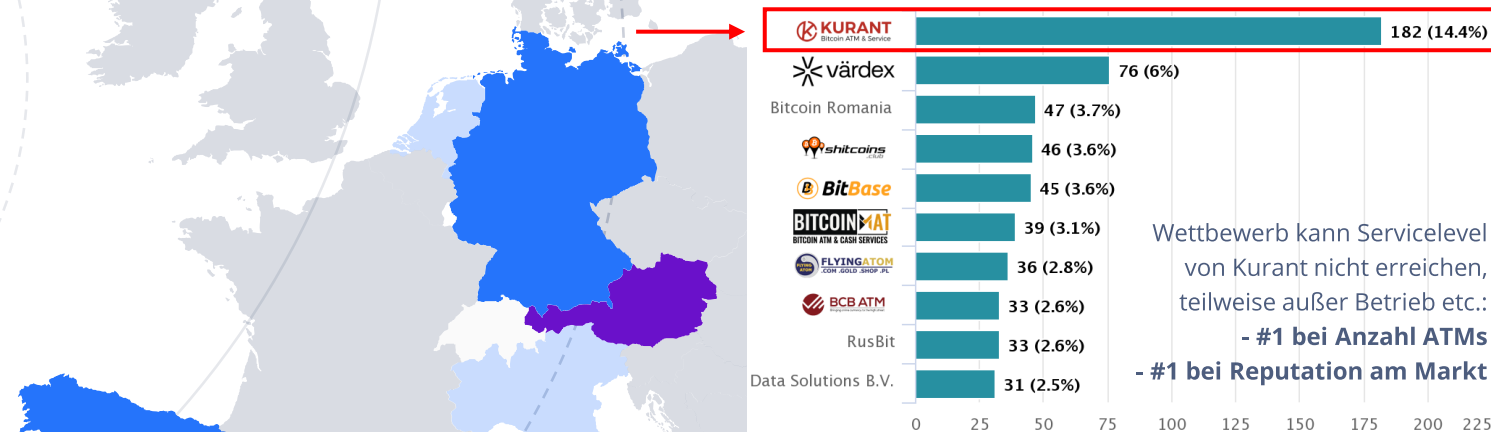 KURANT
Bitcoin ATM & Service
182 (14.4%)
värdex
76 (6%)
Bitcoin Romania
47 (3.7%)
shitcoins
.club
46 (3.6%)
BitBase
45 (3.6%)
BITCOINMAT
BITCOIN ATM & CASH SERVICES
39 (3.1%)
FLYING ATOM
FLYINGATOM
.COM .GOLD .SHOP .PL
36 (2.8%)
BCB ATM
33 (2.6%)
RusBit
33 (2.6%)
Data Solutions B.V.
31 (2.5%)
0 25 50 75 100 125 150 175 200 225
Wettbewerb kann Servicelevel
von Kurant nicht erreichen,
teilweise außer Betrieb etc.:
- #1 bei Anzahl ATMs
- #1 bei Reputation am Markt